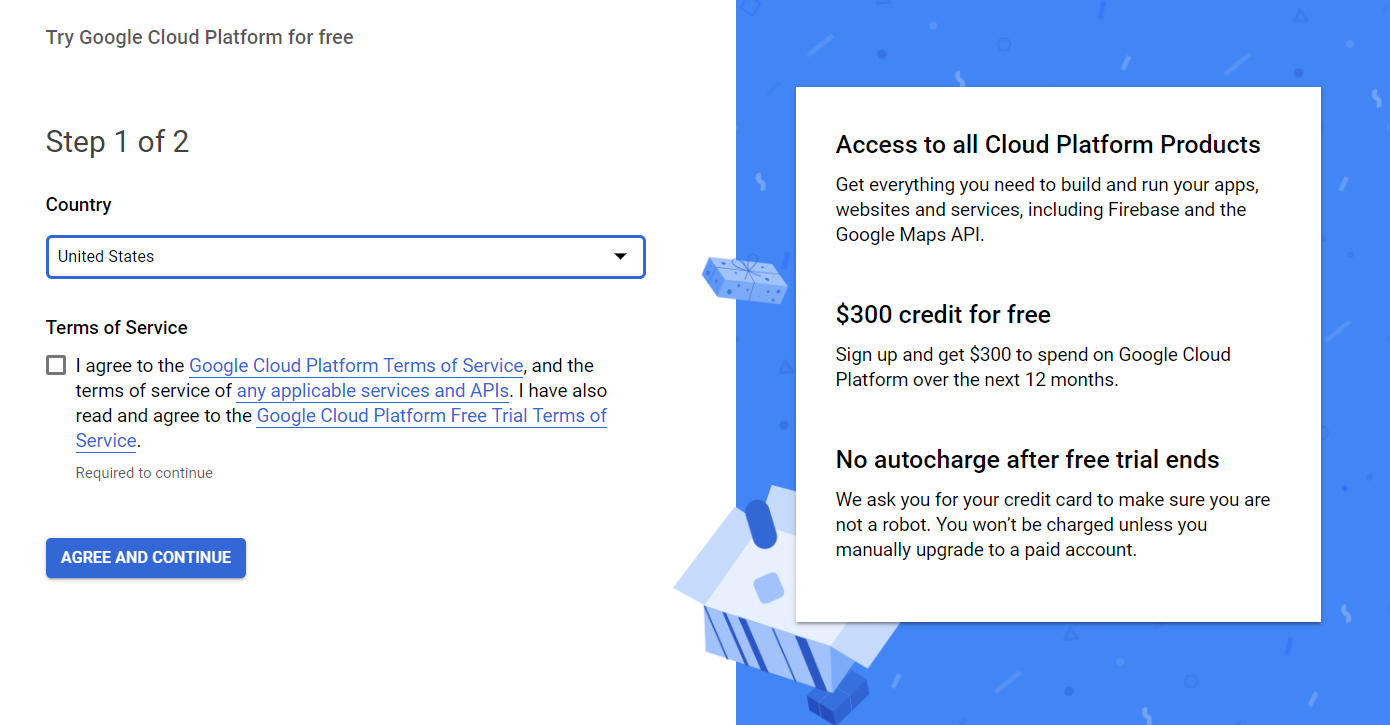 Try Google Cloud Platform for free
Step 1 of 2
Country
United States
Terms of Service
I agree to the Google Cloud Platform Terms of Service, and the
terms of service of any applicable services and APIs. I have also
read and agree to the Google Cloud Platform Free Trial Terms of
Service.
Required to continue
AGREE AND CONTINUE
Access to all Cloud Platform Products
Get everything you need to build and run your apps,
websites and services, including Firebase and the
Google Maps API.
$300 credit for free
Sign up and get $300 to spend on Google Cloud
Platform over the next 12 months.
No autocharge after free trial ends
We ask you for your credit card to make sure you are
not a robot. You won’t be charged unless you
manually upgrade to a paid account.